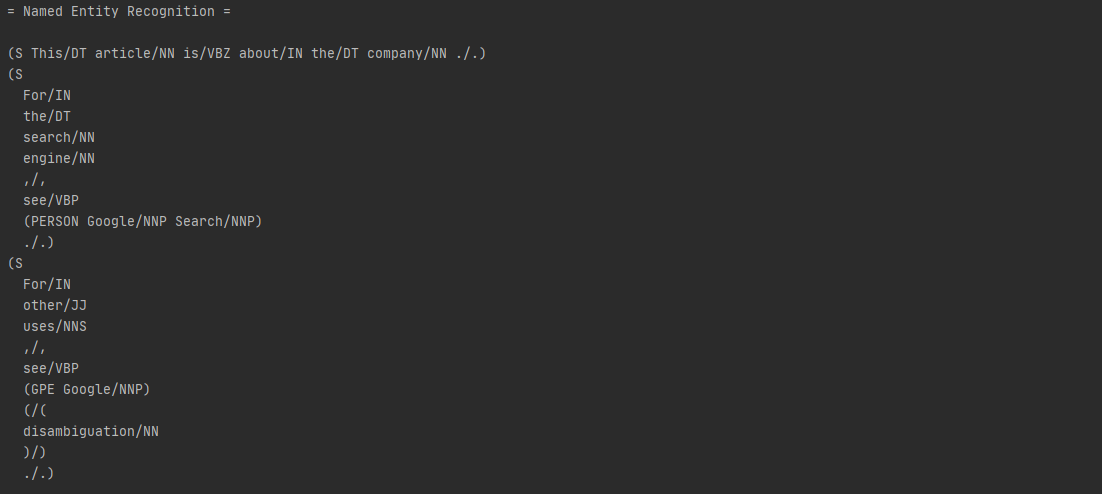 = Named Entity Recognition =
(S This/DT article/NN is/VBZ about/IN the/DT company/NN ./.)
(S
For/IN
the/DT
search/NN
engine/NN
,/,
see/VBP
(PERSON Google/NNP Search/NNP)
./.)
(S
For/IN
other/JJ
uses/NNS
,/,
see/VBP
(GPE Google/NNP)
(/(
disambiguation/NN
)/)
./.)